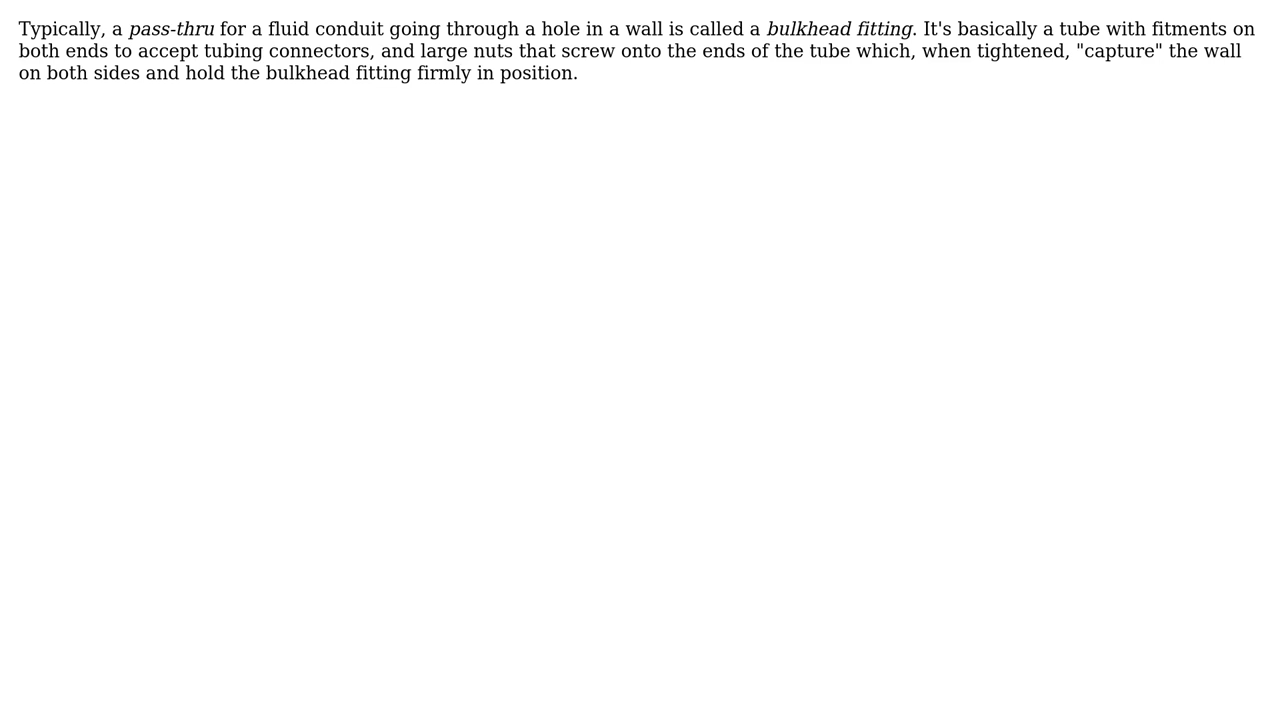 Typically, a pass-thru for a fluid conduit going through a hole in a wall is called a bulkhead fitting. It's basically a tube with fitments on
both ends to accept tubing connectors, and large nuts that screw onto the ends of the tube which, when tightened, "capture" the wall
on both sides and hold the bulkhead fitting firmly in position.